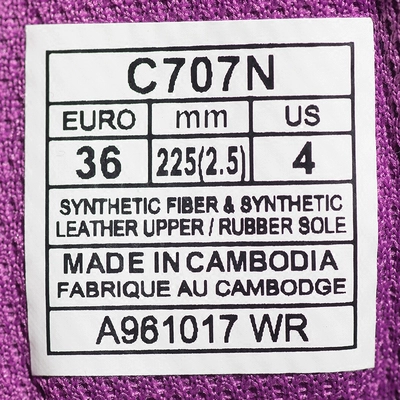 C707N
EURO mm US
36 225(2.5) 4
SYNTHETIC FIBER & SYNTHETIC
LEATHER UPPER / RUBBER SOLE
MADE IN CAMBODIA
FABRIQUE AU CAMBODGE
A961017 WR